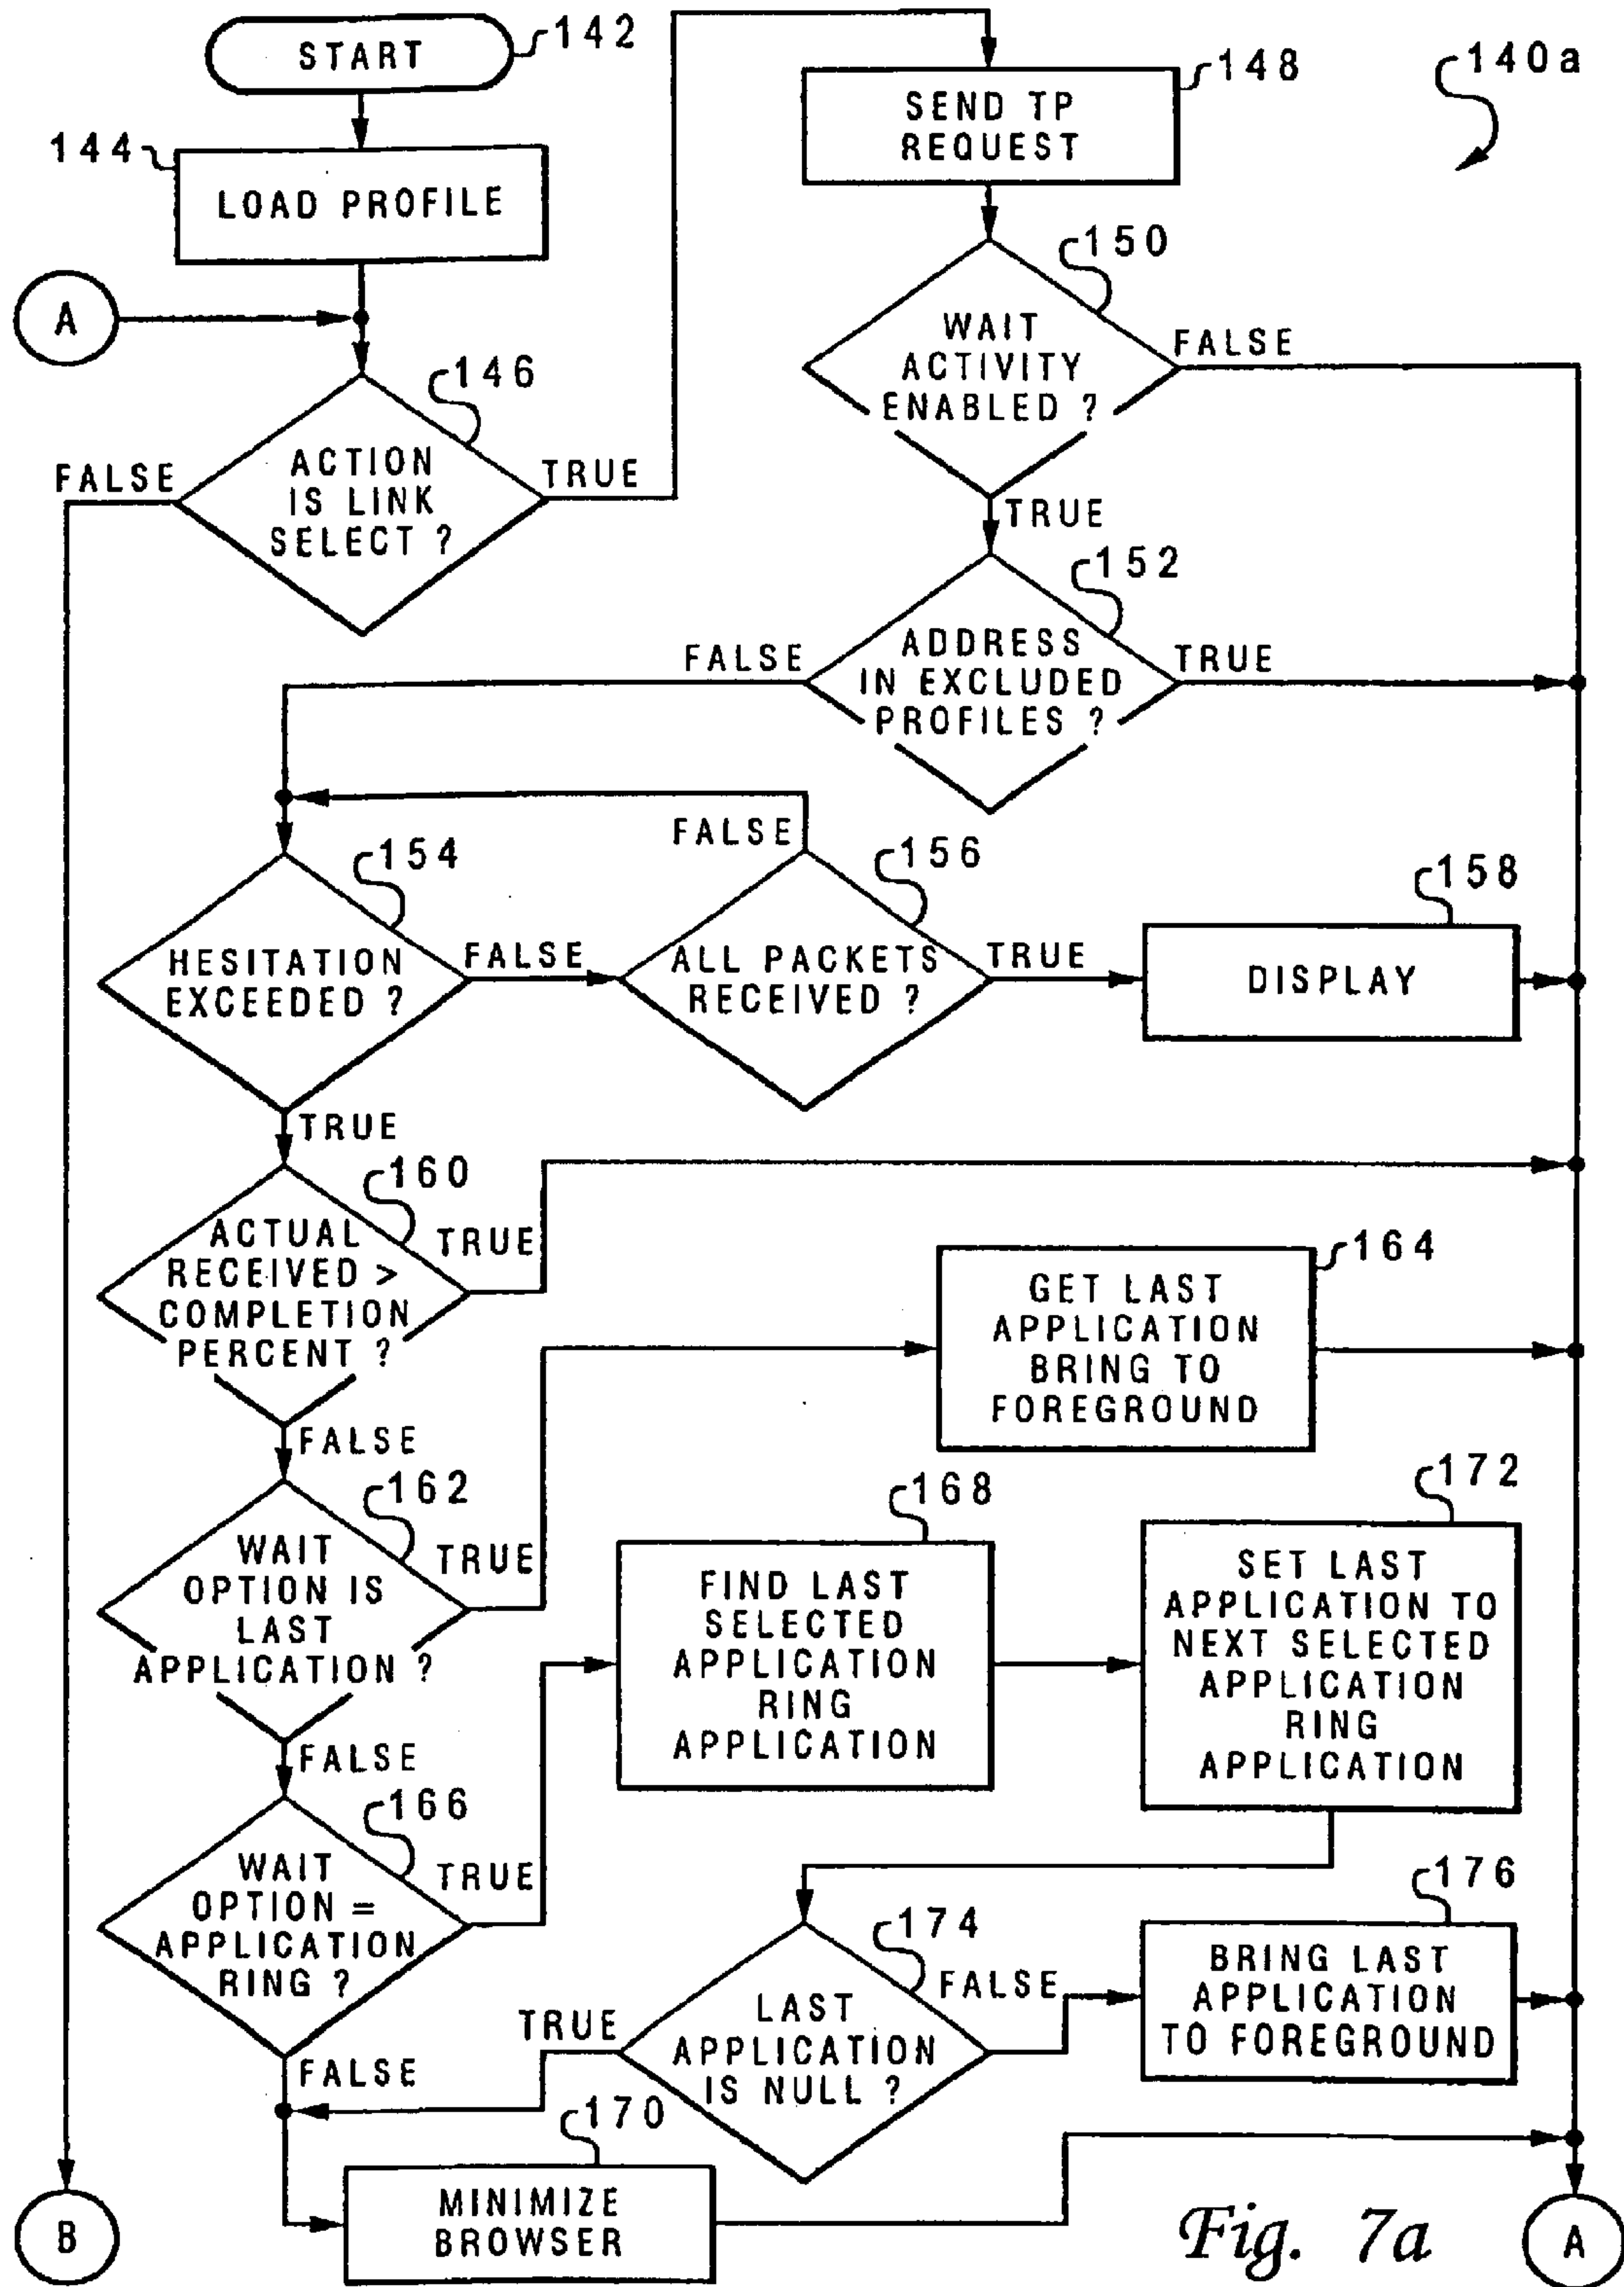 START
142
140a
148
SEND TP
REQUEST
144
LOAD PROFILE
A
146
ACTION
IS LINK
SELECT ?
FALSE
TRUE
150
WAIT
ACTIVITY
ENABLED ?
FALSE
TRUE
152
ADDRESS
IN EXCLUDED
PROFILES ?
FALSE
TRUE
154
HESITATION
EXCEEDED ?
FALSE
TRUE
156
ALL PACKETS
RECEIVED ?
FALSE
TRUE
158
DISPLAY
160
ACTUAL
RECEIVED >
COMPLETION
PERCENT ?
TRUE
FALSE
164
GET LAST
APPLICATION
BRING TO
FOREGROUND
162
WAIT
OPTION IS
LAST
APPLICATION ?
TRUE
FALSE
168
FIND LAST
SELECTED
APPLICATION
RING
APPLICATION
172
SET LAST
APPLICATION TO
NEXT SELECTED
APPLICATION
RING
APPLICATION
166
WAIT
OPTION =
APPLICATION
RING ?
TRUE
FALSE
174
LAST
APPLICATION
IS NULL ?
TRUE
FALSE
176
BRING LAST
APPLICATION
TO FOREGROUND
170
MINIMIZE
BROWSER
B
Fig. 7a
A